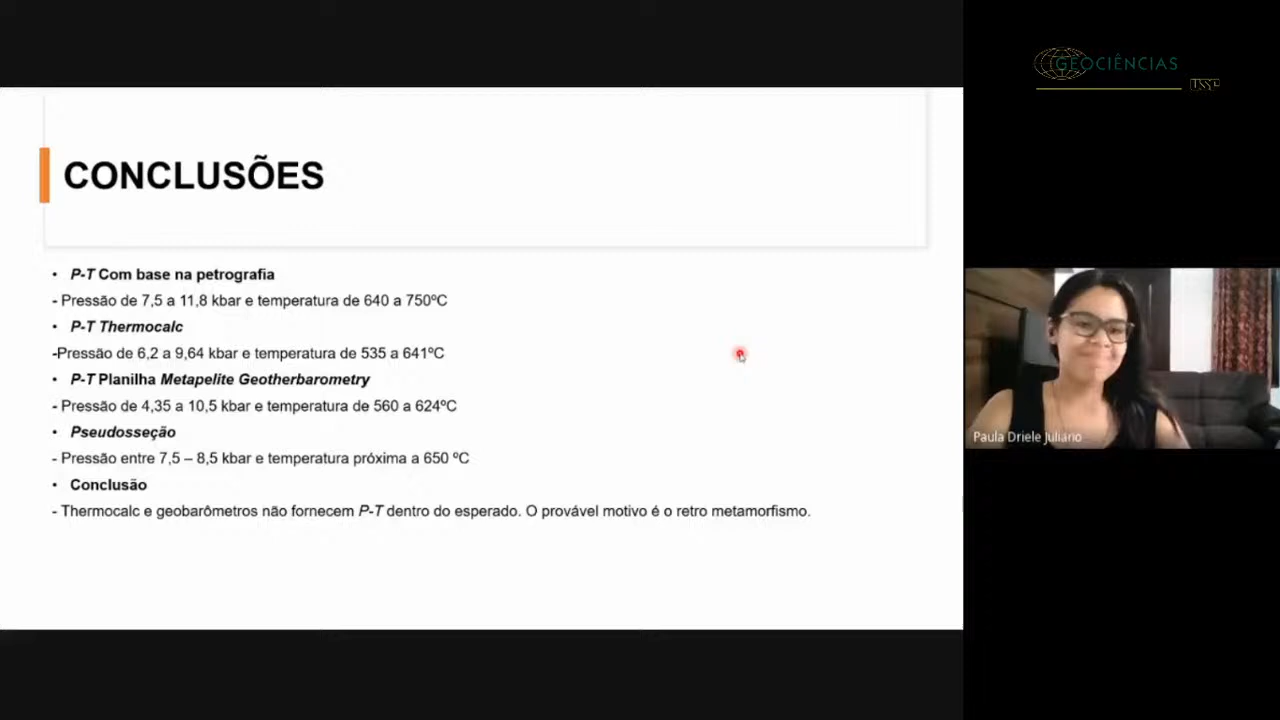 GEOCIÊNCIAS
USP
CONCLUSÕES
• P-T Com base na petrografia
- Pressão de 7,5 a 11,8 kbar e temperatura de 640 a 750ºC
• P-T Thermocalc
-Pressão de 6,2 a 9,64 kbar e temperatura de 535 a 641ºC
• P-T Planilha Metapelite Geotherbarometry
- Pressão de 4,35 a 10,5 kbar e temperatura de 560 a 624ºC
• Pseudosseção
- Pressão entre 7,5 – 8,5 kbar e temperatura próxima a 650 ºC
• Conclusão
- Thermocalc e geobarômetros não fornecem P-T dentro do esperado. O provável motivo é o retro metamorfismo.
Paula Driele Juliário